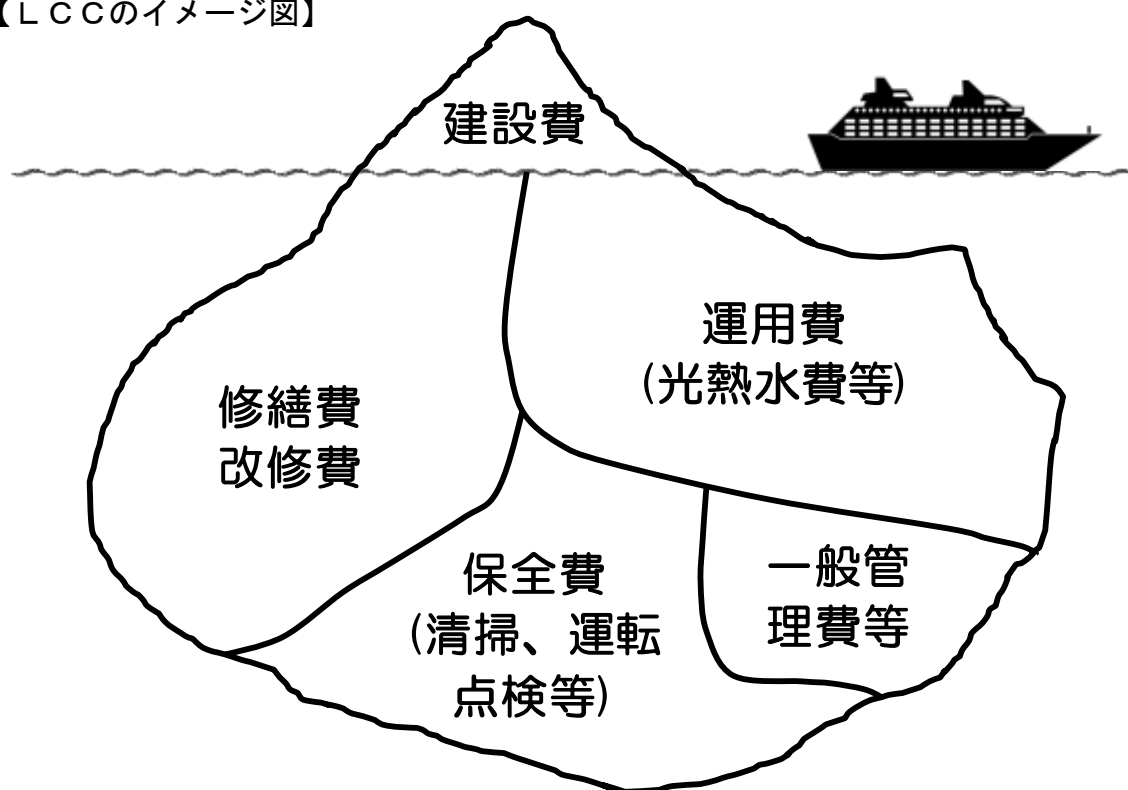 【ＬＣＣのイメージ図】
建設費
運用費
(光熱水費等)
修繕費
改修費
保全費
(清掃、運転
点検等)
一般管
理費等